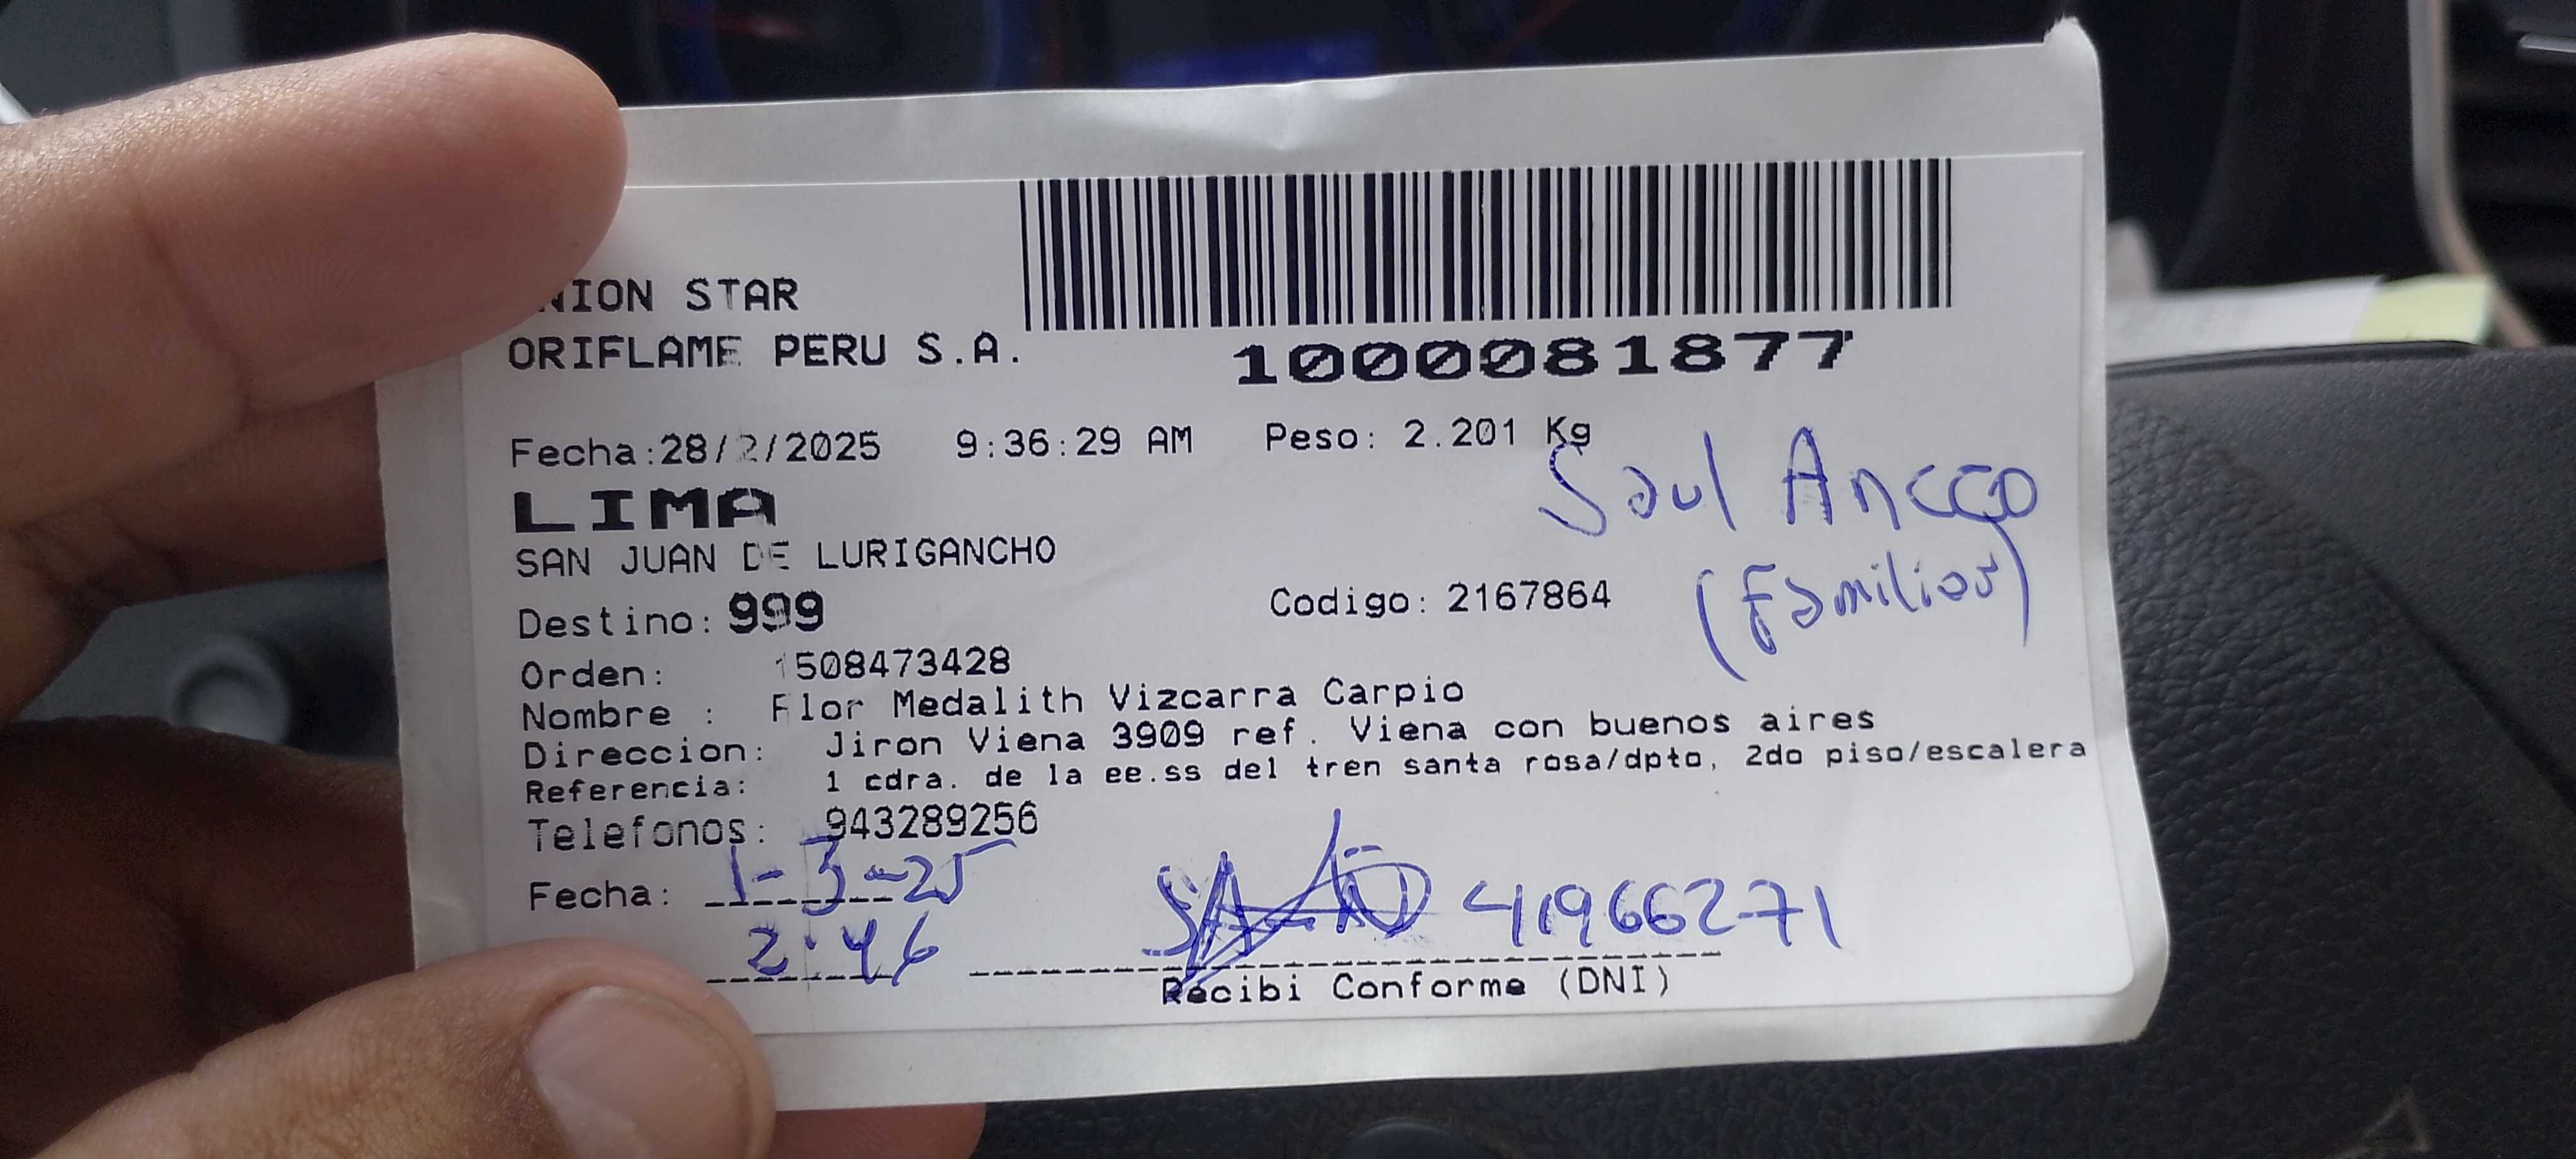 NION STAR
ORIFLAME PERU S.A.
1000081877
Fecha:28/2/2025 9:36:29 AM Peso: 2.201 Kg
LIMA
Saul Ancco
SAN JUAN DE LURIGANCHO
(Familiar)
Destino: 999 Codigo: 2167864
Orden: 1508473428
Nombre : Flor Medalith Vizcarra Carpio
Direccion: Jiron Viena 3909 ref. Viena con buenos aires
Referencia: 1 cdra. de la ee.ss del tren santa rosa/dpto, 2do piso/escalera
Telefonos: 943289256
Fecha: 1-3-25
41966271
2:46
Recibi Conforme (DNI)